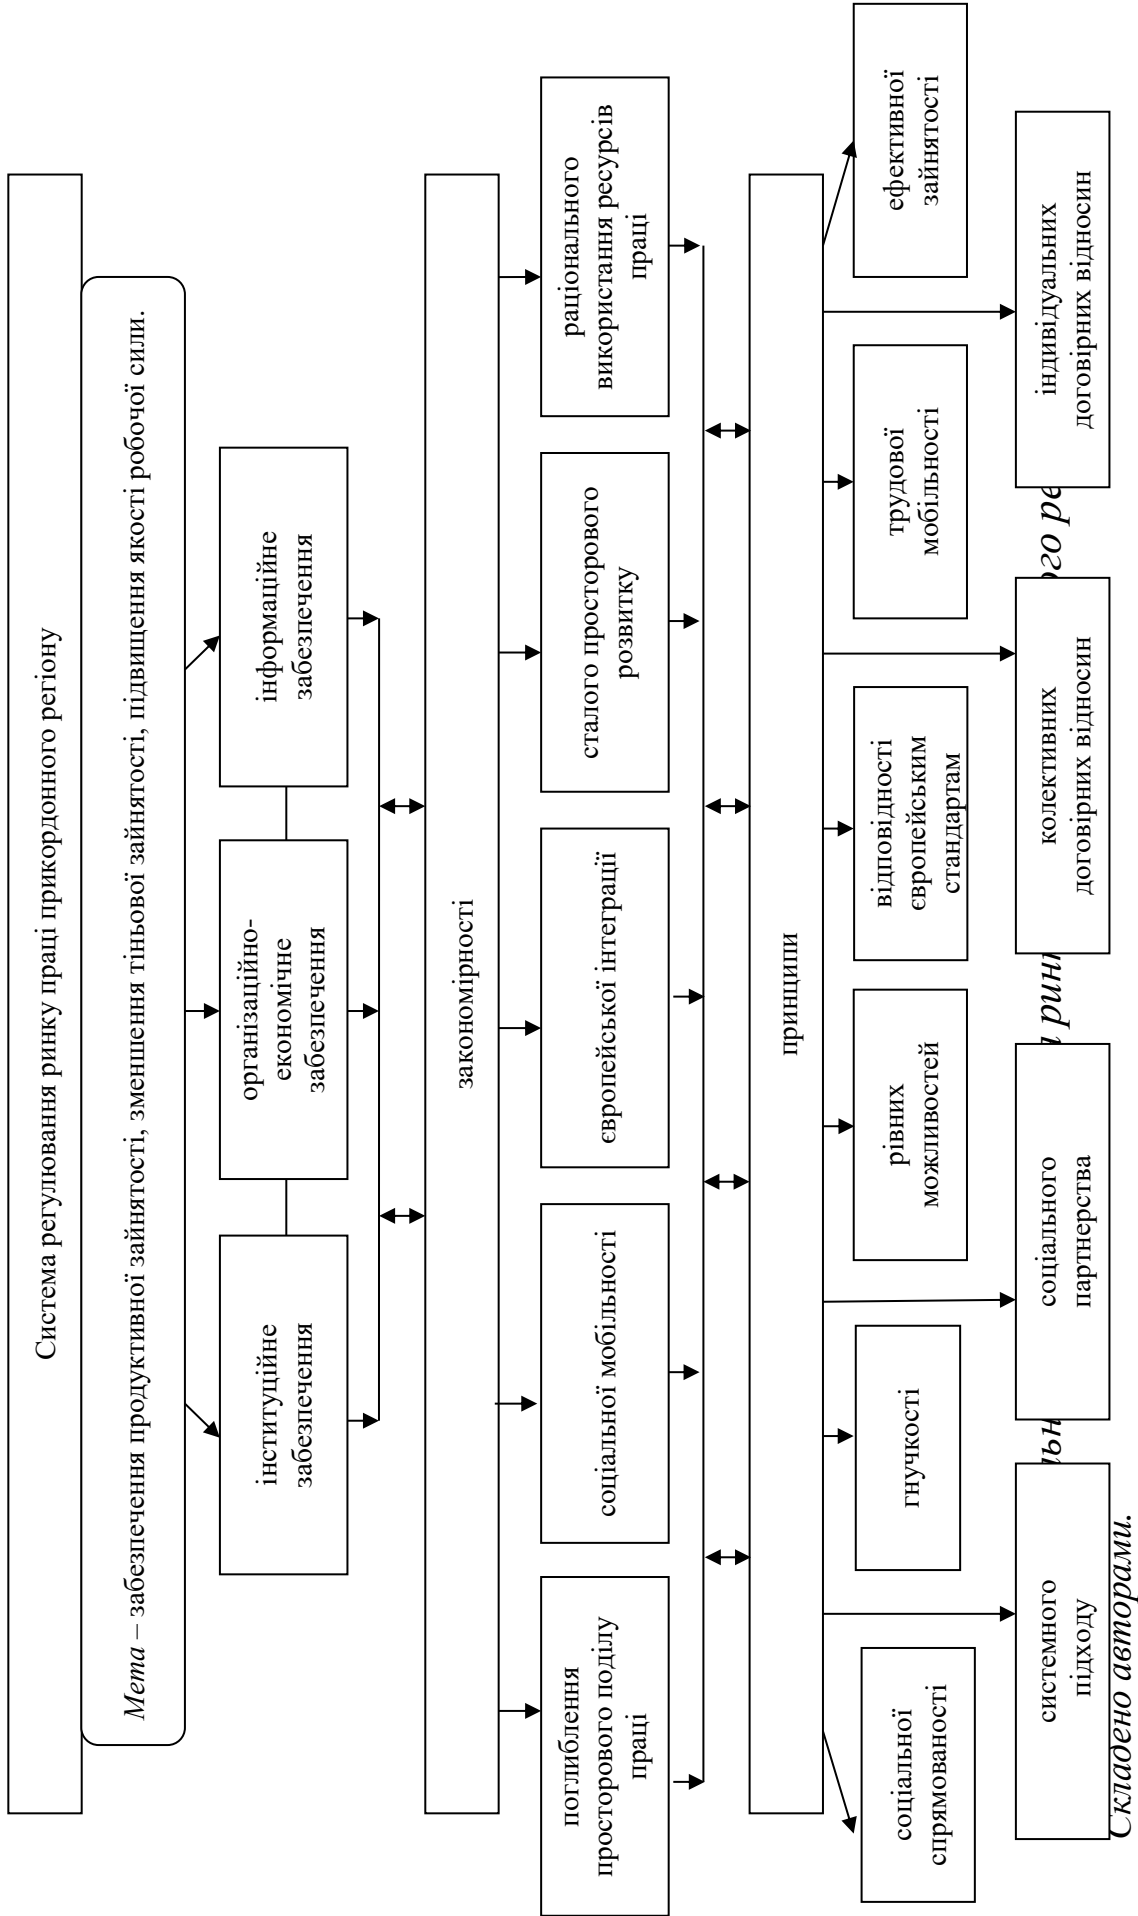 Система регулювання ринку праці прикордонного регіону
Мета – забезпечення продуктивної зайнятості, зменшення тіньової зайнятості, підвищення якості робочої сили.
інституційне
забезпечення
організаційно-
економічне
забезпечення
інформаційне
забезпечення
закономірності
поглиблення
просторового поділу
праці
соціальної мобільності
європейської інтеграції
сталого просторового
розвитку
раціонального
використання ресурсів
праці
принципи
соціальної
спрямованості
гнучкості
рівних
можливостей
відповідності
європейським
стандартам
трудової
мобільності
ефективної
зайнятості
системного
підходу
соціального
партнерства
колективних
договірних відносин
індивідуальних
договірних відносин
Складено авторами.